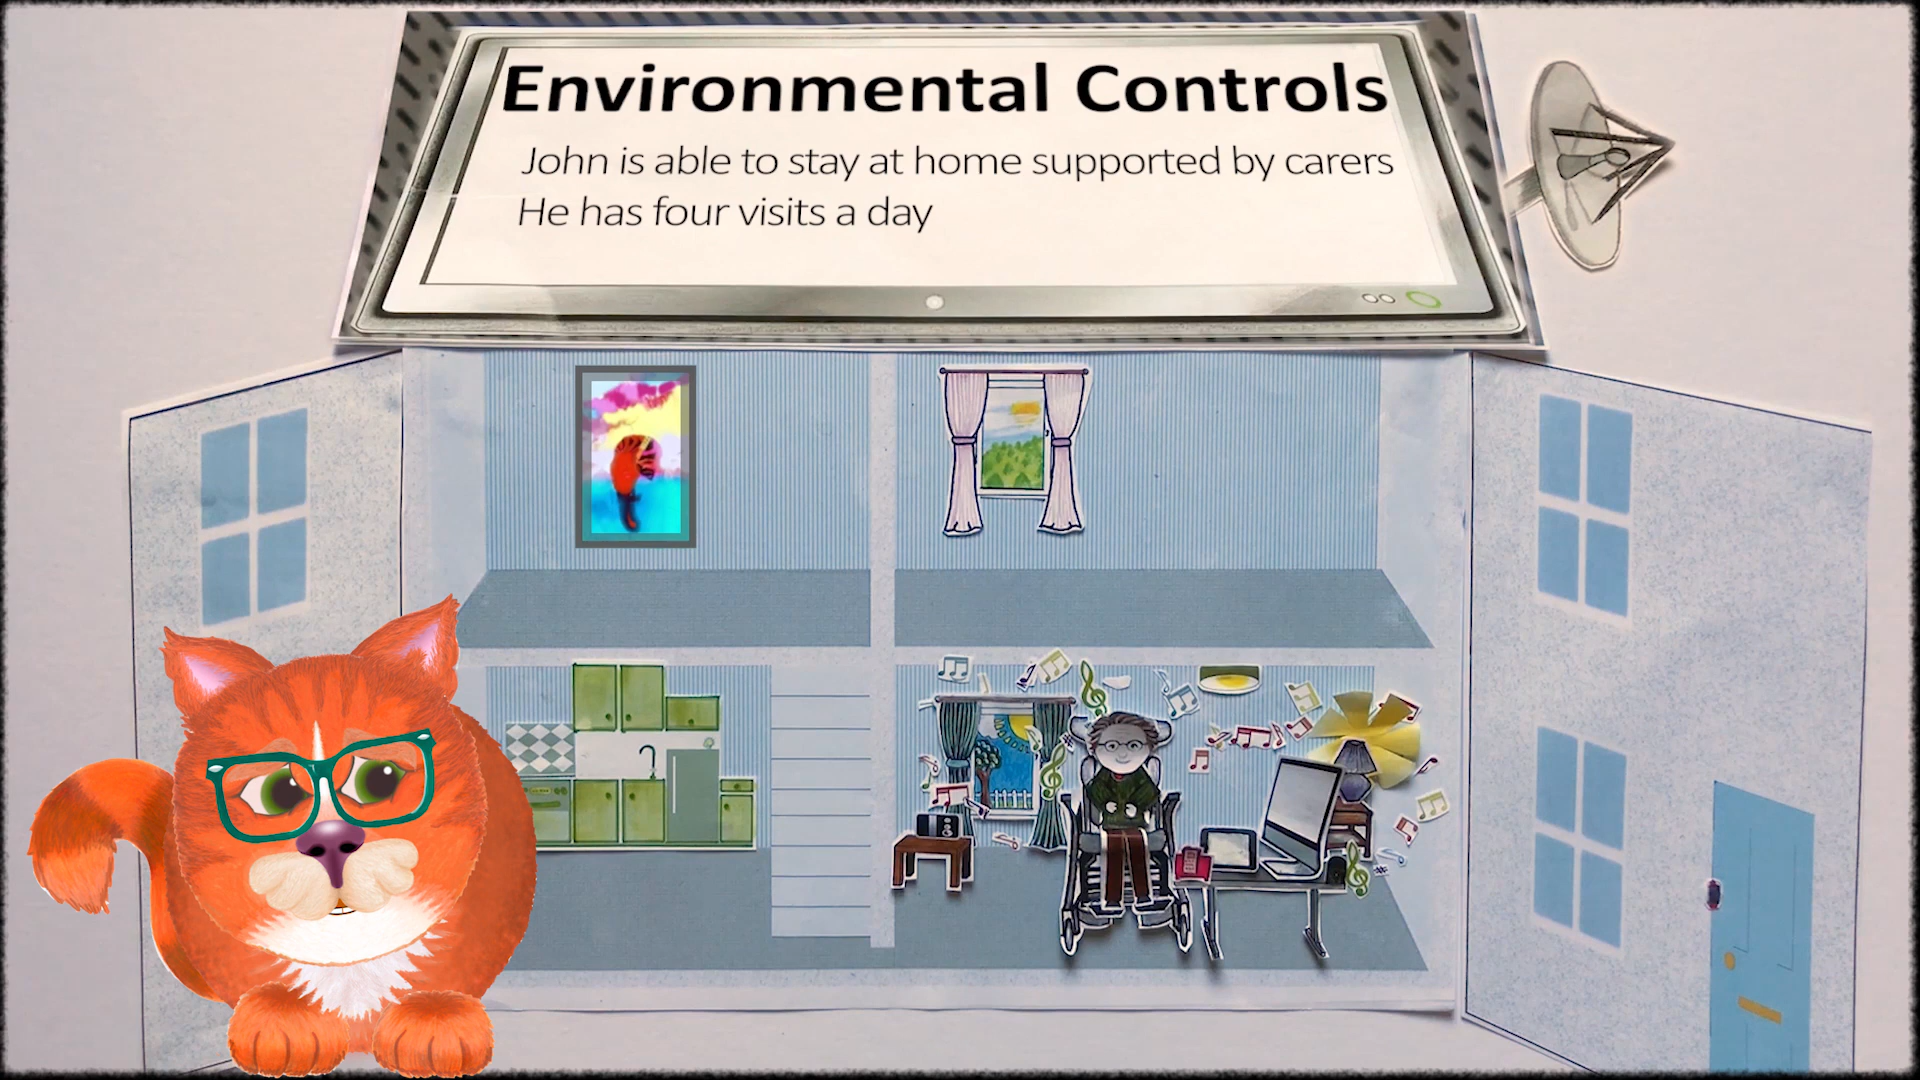 Environmental Controls
John is able to stay at home supported by carers
He has four visits a day